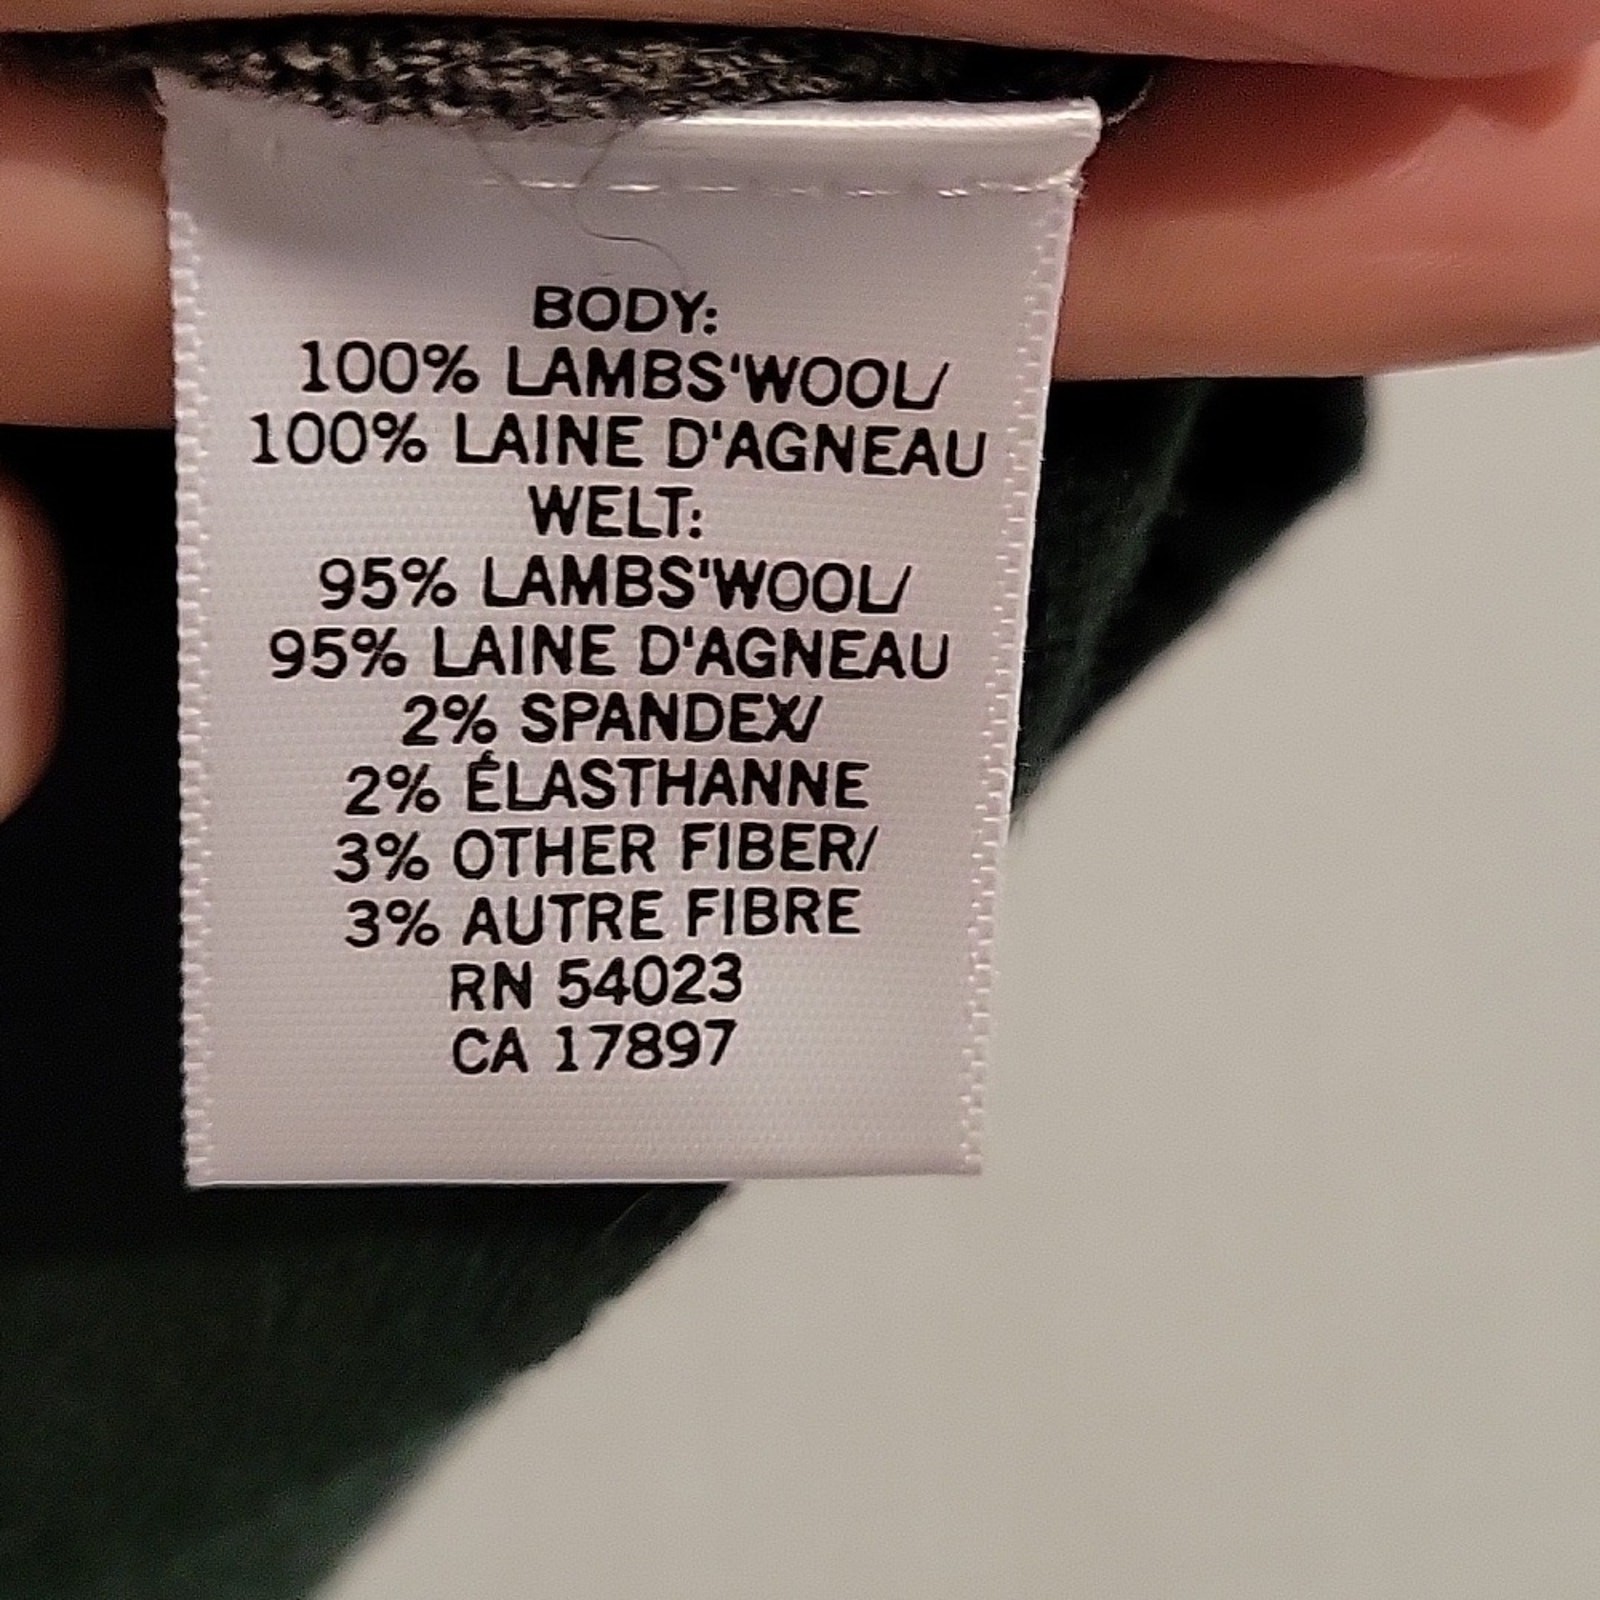 BODY:
100% LAMBS'WOOL/
100% LAINE D'AGNEAU
WELT:
95% LAMBS'WOOL/
95% LAINE D'AGNEAU
2% SPANDEX/
2% ÉLASTHANNE
3% OTHER FIBER/
3% AUTRE FIBRE
RN 54023
CA 17897